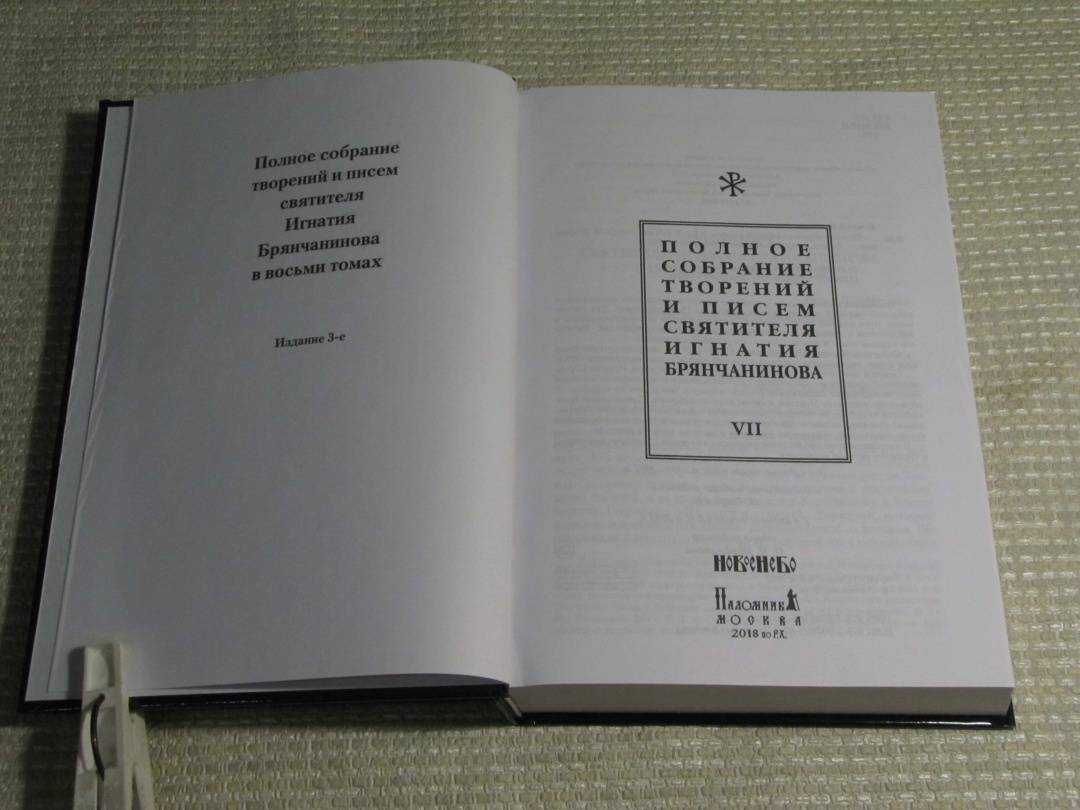 Полное собрание
творений и писем
святителя
Игнатия
Брянчанинова
в восьми томах
Издание 3-е
ПОЛНОЕ
СОБРАНИЕ
ТВОРЕНИЙ
И ПИСЕМ
СВЯТИТЕЛЯ
ИГНАТИЯ
БРЯНЧАНИНОВА
VII
НОВОЕ НЕБО
ПАЛОМНИК
МОСКВА
2018 по Р.Х.